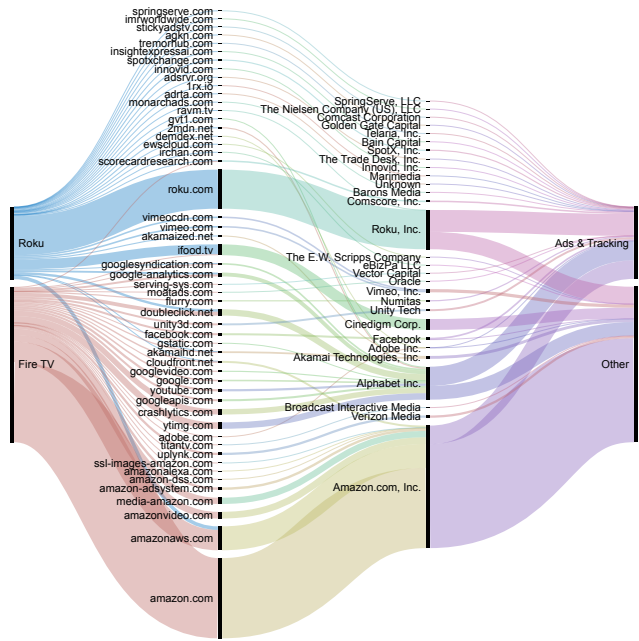 springserve.com
imrworldwide.com
stickyadstv.com
agkn.com
tremorhub.com
insightexpressai.com
spotxchange.com
innovid.com
adsrvr.org
1rx.io
adrta.com
monarchads.com
ravm.tv
gvt1.com
2mdn.net
demdex.net
ewscloud.com
irchan.com
scorecardresearch.com
roku.com
vimeocdn.com
vimeo.com
akamaized.net
ifood.tv
googlesyndication.com
google-analytics.com
serving-sys.com
moatads.com
flurry.com
doubleclick.net
unity3d.com
facebook.com
gstatic.com
akamaihd.net
cloudfront.net
googlevideo.com
google.com
youtube.com
googleapis.com
crashlytics.com
ytimg.com
adobe.com
titantv.com
uplynk.com
ssl-images-amazon.com
amazonalexa.com
amazon-dss.com
amazon-adsystem.com
media-amazon.com
amazonvideo.com
amazonaws.com
amazon.com
Roku
Fire TV
SpringServe, LLC
The Nielsen Company (US), LLC
Comcast Corporation
Golden Gate Capital
Telaria, Inc.
Bain Capital
SpotX, Inc.
The Trade Desk, Inc.
Innovid, Inc.
Marimedia
Unknown
Barons Media
Comscore, Inc.
Roku, Inc.
The E.W. Scripps Company
eBizPa LLC
Vector Capital
Oracle
Vimeo, Inc.
Numitas
Unity Tech
Cinedigm Corp.
Facebook
Adobe Inc.
Akamai Technologies, Inc.
Alphabet Inc.
Broadcast Interactive Media
Verizon Media
Amazon.com, Inc.
Ads & Tracking
Other